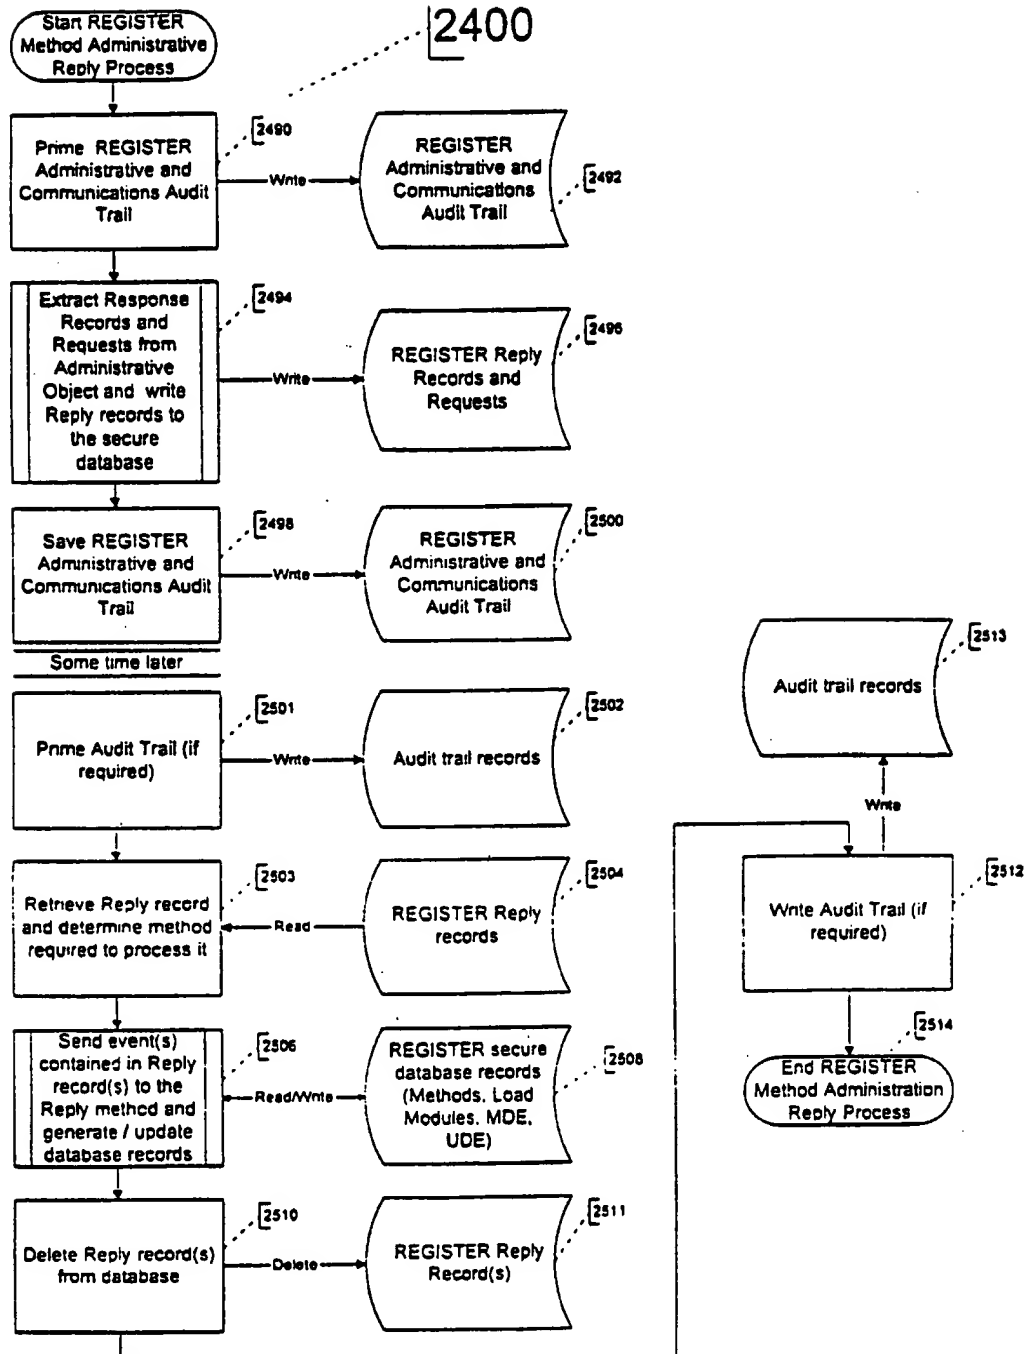 Start REGISTER
Method Administrative
Reply Process
2400
Prime REGISTER
Administrative and
Communications Audit
Trail
2490
Write
REGISTER
Administrative and
Communications
Audit Trail
2492
Extract Response
Records and
Requests from
Administrative
Object and write
Reply records to
the secure
database
2494
Write
REGISTER Reply
Records and
Requests
2496
Save REGISTER
Administrative and
Communications Audit
Trail
2498
Write
REGISTER
Administrative and
Communications
Audit Trail
2500
Some time later
Prime Audit Trail (if
required)
2501
Write
Audit trail records
2502
Retrieve Reply record
and determine method
required to process it
2503
Read
REGISTER Reply
records
2504
Send event(s)
contained in Reply
record(s) to the
Reply method and
generate / update
database records
2506
Read/Write
REGISTER secure
database records
(Methods, Load
Modules, MDE,
UDE)
2508
Delete Reply record(s)
from database
2510
Delete
REGISTER Reply
Record(s)
2511
Audit trail records
2513
Write
Write Audit Trail (if
required)
2512
2514
End REGISTER
Method Administration
Reply Process